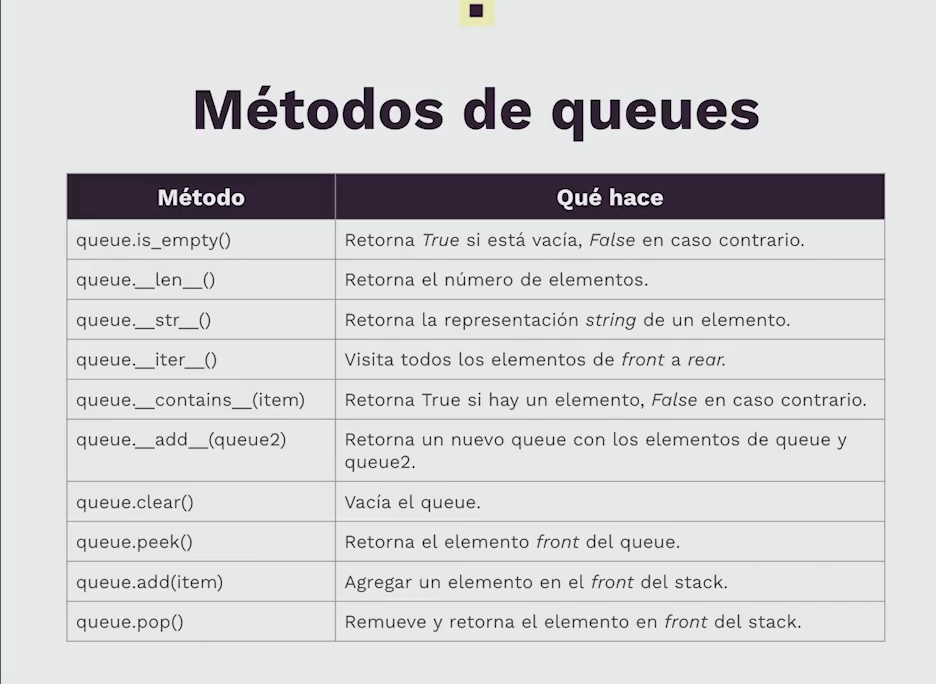 Métodos de queues
Método Qué hace
queue.is_empty() Retorna True si está vacía, False en caso contrario.
queue.__len__() Retorna el número de elementos.
queue.__str__() Retorna la representación string de un elemento.
queue.__iter__() Visita todos los elementos de front a rear.
queue.__contains__(item) Retorna True si hay un elemento, False en caso contrario.
queue.__add__(queue2) Retorna un nuevo queue con los elementos de queue y
queue2.
queue.clear() Vacía el queue.
queue.peek() Retorna el elemento front del queue.
queue.add(item) Agregar un elemento en el front del stack.
queue.pop() Remueve y retorna el elemento en front del stack.